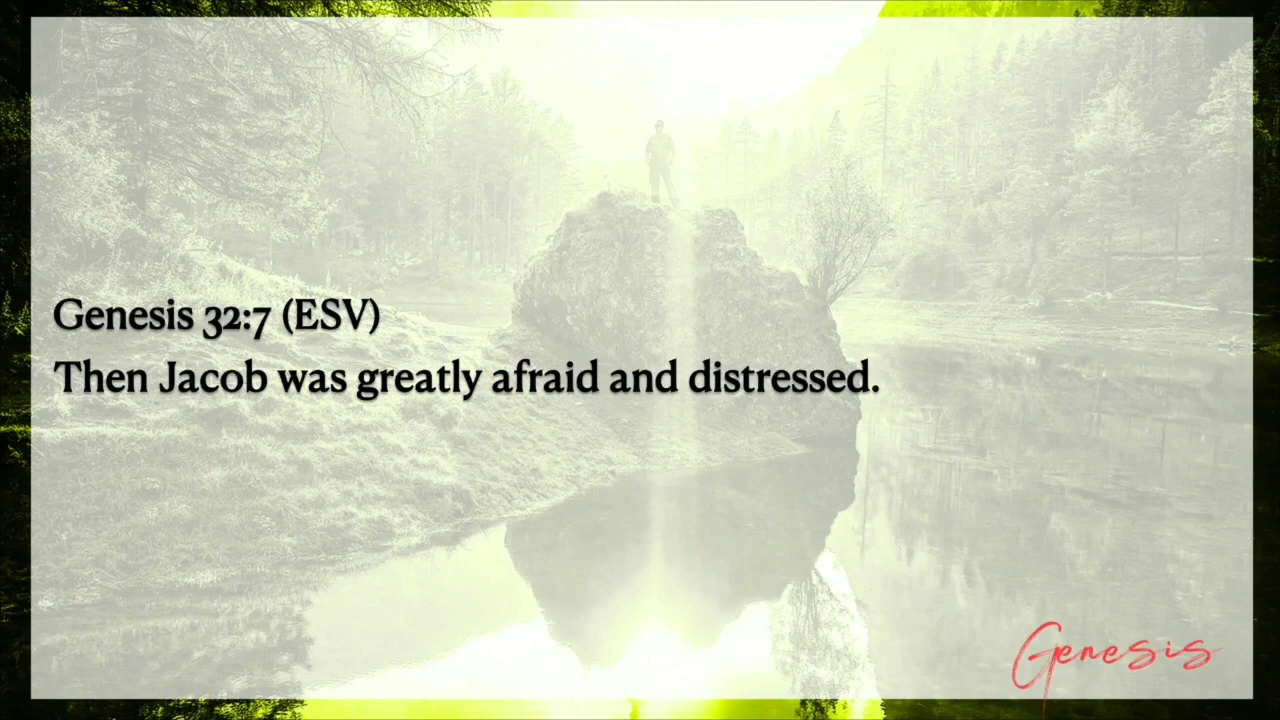 Genesis 32:7 (ESV)
Then Jacob was greatly afraid and distressed.
Genesis